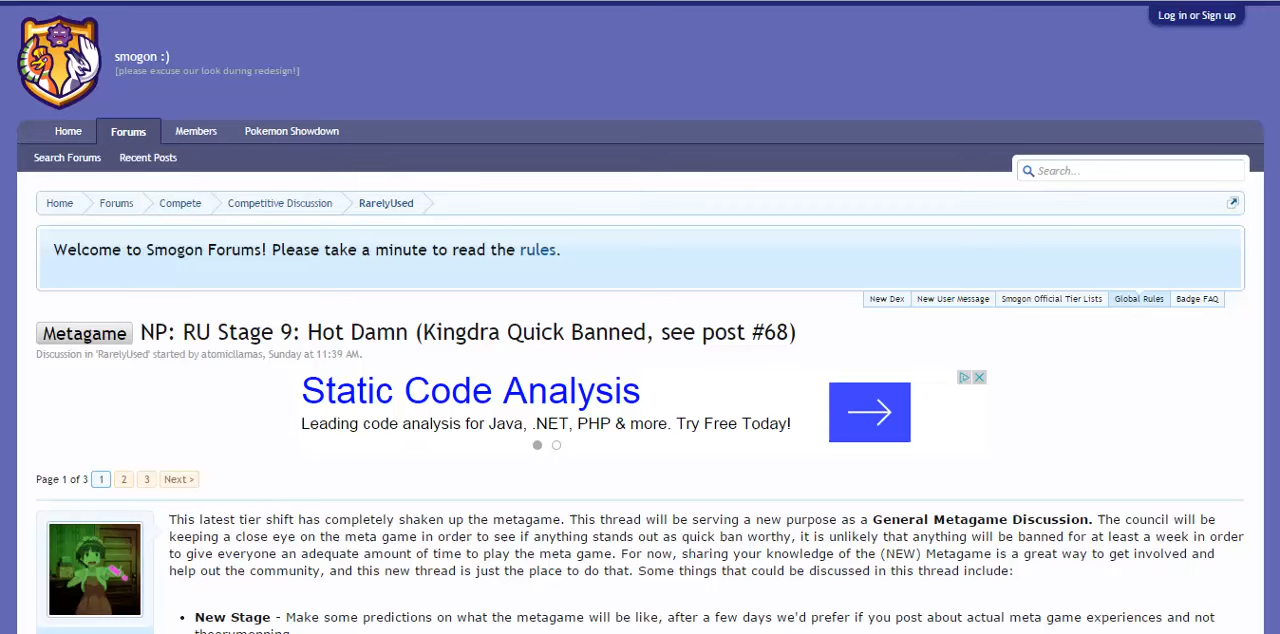 Log in or Sign up
smogon :)
[please excuse our look during redesign!]
Home Forums Members Pokemon Showdown
Search Forums Recent Posts
Search...
Home Forums Compete Competitive Discussion RarelyUsed
Welcome to Smogon Forums! Please take a minute to read the rules.
New Dex New User Message Smogon Official Tier Lists Global Rules Badge FAQ
Metagame NP: RU Stage 9: Hot Damn (Kingdra Quick Banned, see post #68)
Discussion in 'RarelyUsed' started by atomicllamas, Sunday at 11:39 AM.
Static Code Analysis
Leading code analysis for Java, .NET, PHP & more. Try Free Today!
Page 1 of 3 1 2 3 Next >
This latest tier shift has completely shaken up the metagame. This thread will be serving a new purpose as a General Metagame Discussion. The council will be
keeping a close eye on the meta game in order to see if anything stands out as quick ban worthy, it is unlikely that anything will be banned for at least a week in order
to give everyone an adequate amount of time to play the meta game. For now, sharing your knowledge of the (NEW) Metagame is a great way to get involved and
help out the community, and this new thread is just the place to do that. Some things that could be discussed in this thread include:
• New Stage - Make some predictions on what the metagame will be like, after a few days we'd prefer if you post about actual meta game experiences and not